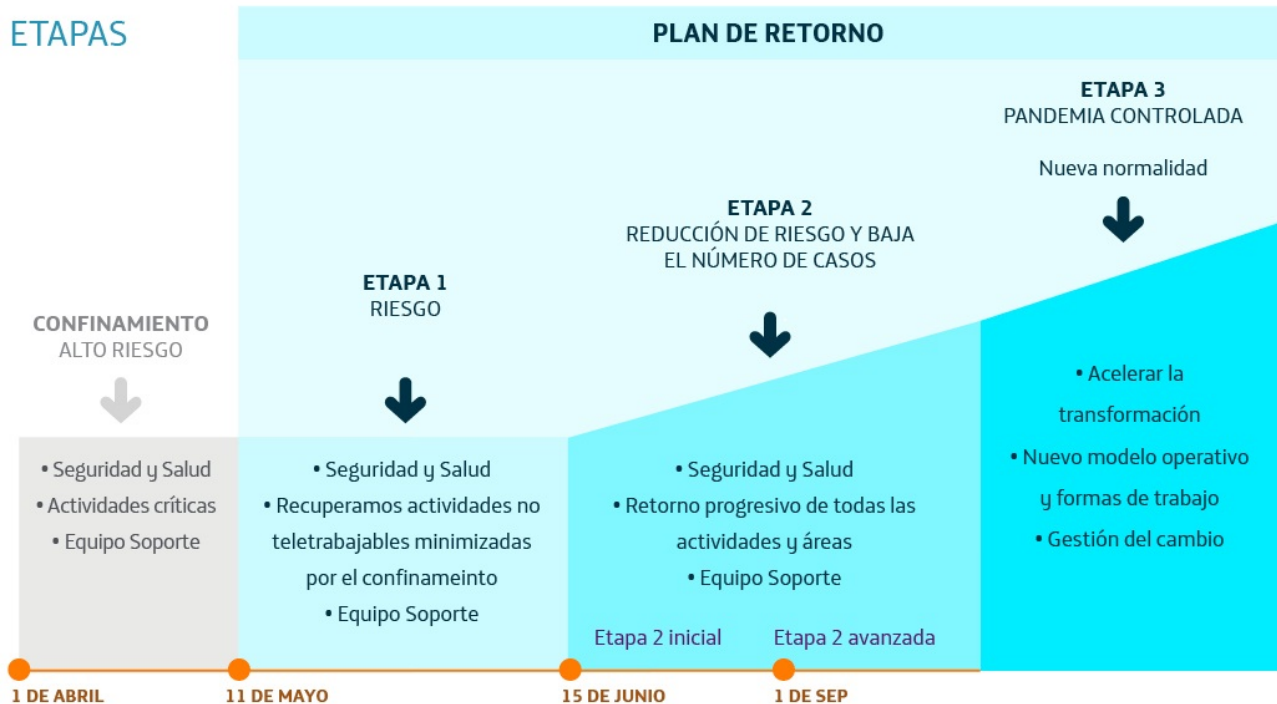 ETAPAS
PLAN DE RETORNO
CONFINAMIENTO
ALTO RIESGO
• Seguridad y Salud
• Actividades críticas
• Equipo Soporte
ETAPA 1
RIESGO
• Seguridad y Salud
• Recuperamos actividades no
teletrabajables minimizadas
por el confinameinto
• Equipo Soporte
ETAPA 2
REDUCCIÓN DE RIESGO Y BAJA
EL NÚMERO DE CASOS
• Seguridad y Salud
• Retorno progresivo de todas las
actividades y áreas
• Equipo Soporte
Etapa 2 inicial
Etapa 2 avanzada
ETAPA 3
PANDEMIA CONTROLADA
Nueva normalidad
• Acelerar la
transformación
• Nuevo modelo operativo
y formas de trabajo
• Gestión del cambio
1 DE ABRIL
11 DE MAYO
15 DE JUNIO
1 DE SEP